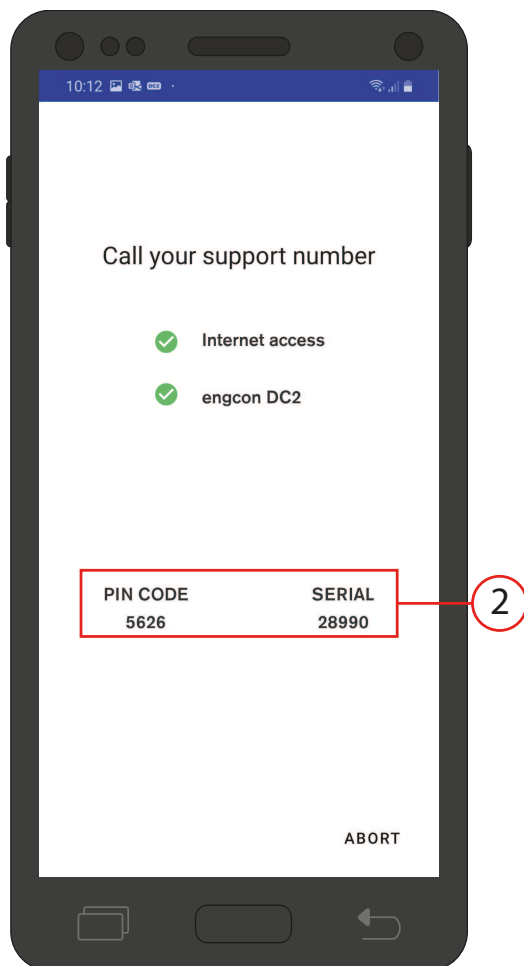 10:12
Call your support number
Internet access
engcon DC2
PIN CODE SERIAL
5626 28990
2
ABORT